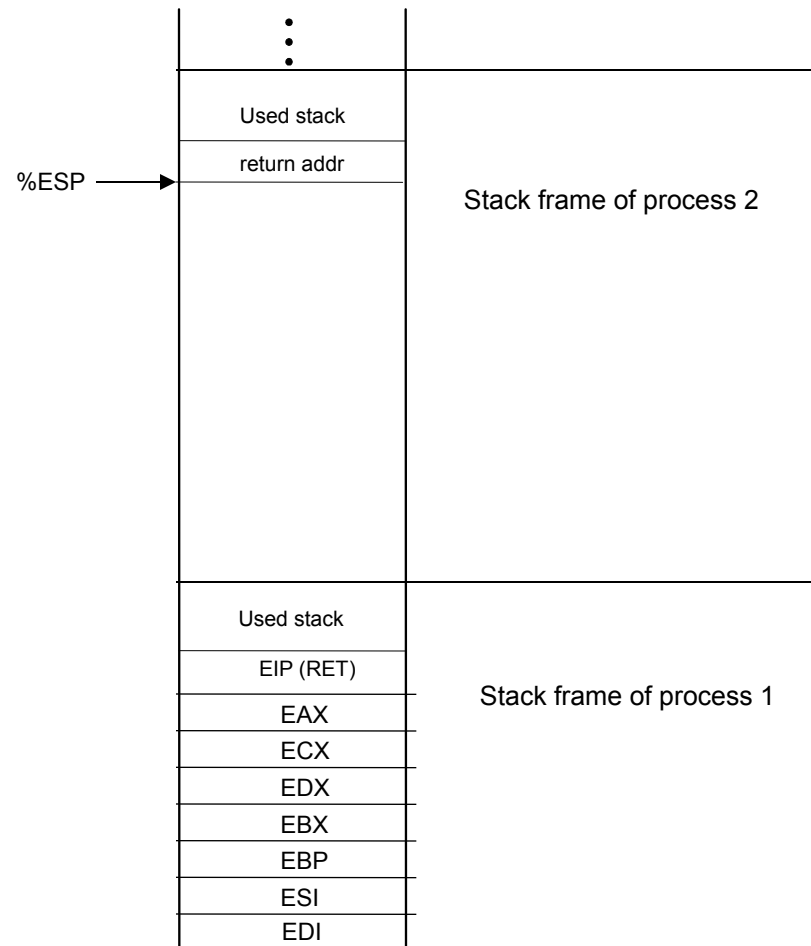 Used stack
return addr
%ESP
Stack frame of process 2
Used stack
EIP (RET)
Stack frame of process 1
EAX
ECX
EDX
EBX
EBP
ESI
EDI